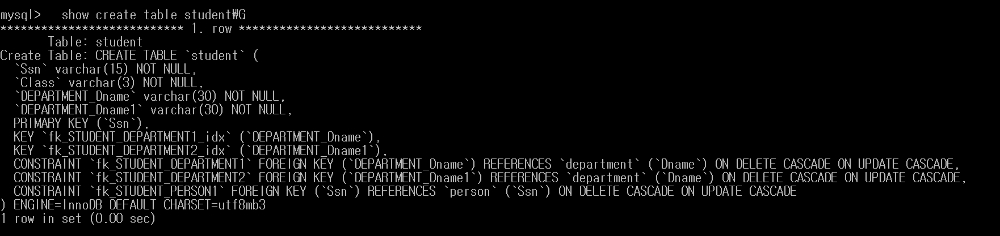 mysql>   show create table student₩G
*************************** 1. row ***************************
       Table: student
Create Table: CREATE TABLE `student` (
  `Ssn` varchar(15) NOT NULL,
  `Class` varchar(3) NOT NULL,
  `DEPARTMENT_Dname` varchar(30) NOT NULL,
  `DEPARTMENT_Dname1` varchar(30) NOT NULL,
  PRIMARY KEY (`Ssn`),
  KEY `fk_STUDENT_DEPARTMENT1_idx` (`DEPARTMENT_Dname`),
  KEY `fk_STUDENT_DEPARTMENT2_idx` (`DEPARTMENT_Dname1`),
  CONSTRAINT `fk_STUDENT_DEPARTMENT1` FOREIGN KEY (`DEPARTMENT_Dname`) REFERENCES `department` (`Dname`) ON DELETE CASCADE ON UPDATE CASCADE,
  CONSTRAINT `fk_STUDENT_DEPARTMENT2` FOREIGN KEY (`DEPARTMENT_Dname1`) REFERENCES `department` (`Dname`) ON DELETE CASCADE ON UPDATE CASCADE,
  CONSTRAINT `fk_STUDENT_PERSON1` FOREIGN KEY (`Ssn`) REFERENCES `person` (`Ssn`) ON DELETE CASCADE ON UPDATE CASCADE
) ENGINE=InnoDB DEFAULT CHARSET=utf8mb3
1 row in set (0.00 sec)